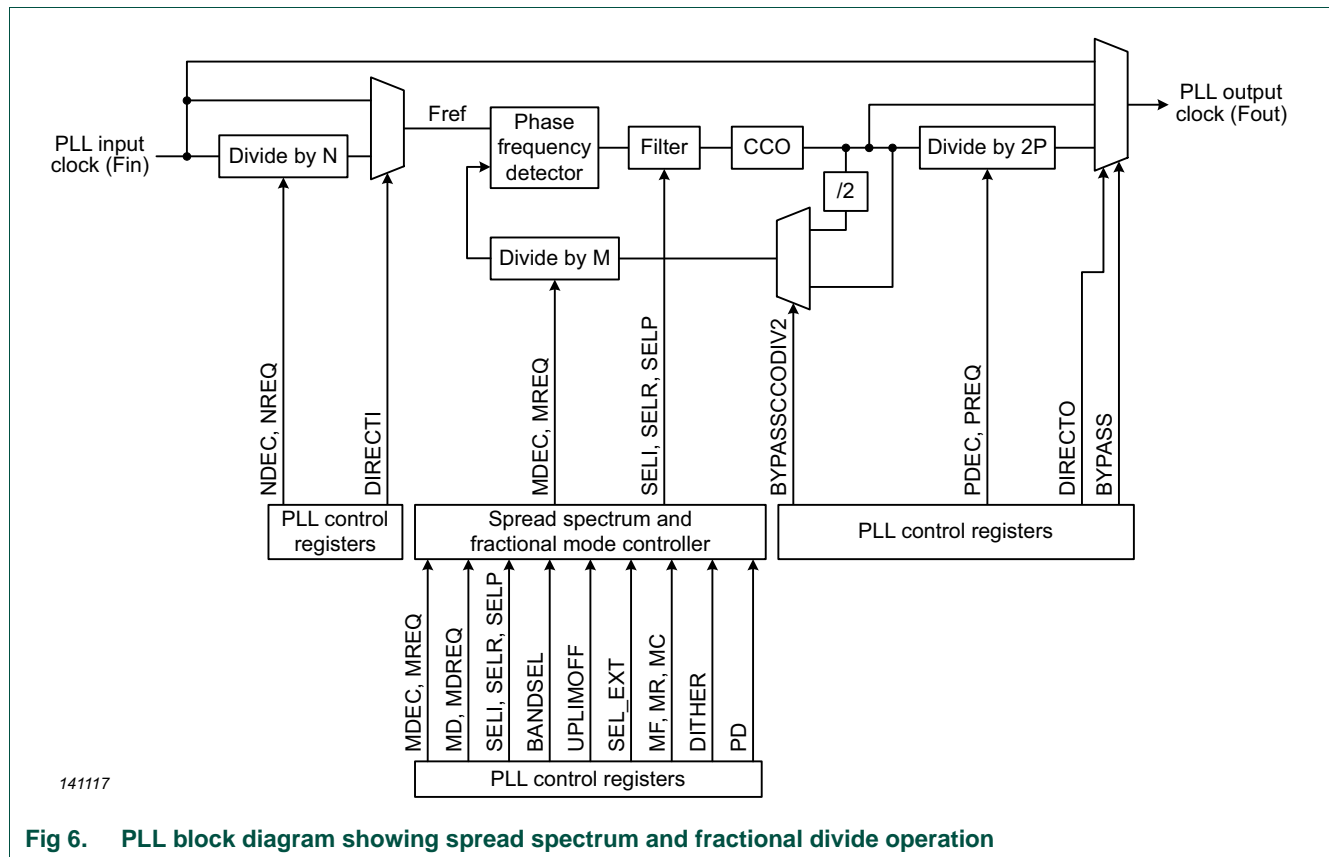 PLL input
clock (Fin)
Divide by N
Fref
Phase
frequency
detector
Filter
CCO
/2
Divide by 2P
PLL output
clock (Fout)
Divide by M
NDEC, NREQ
DIRECTI
MDEC, MREQ
SELI, SELR, SELP
BYPASSCCODIV2
PDEC, PREQ
DIRECTO
BYPASS
PLL control
registers
Spread spectrum and
fractional mode controller
PLL control registers
MDEC, MREQ
MD, MDREQ
SELI, SELR, SELP
BANDSEL
UPLIMOFF
SEL_EXT
MF, MR, MC
DITHER
PD
PLL control registers
141117
Fig 6. PLL block diagram showing spread spectrum and fractional divide operation